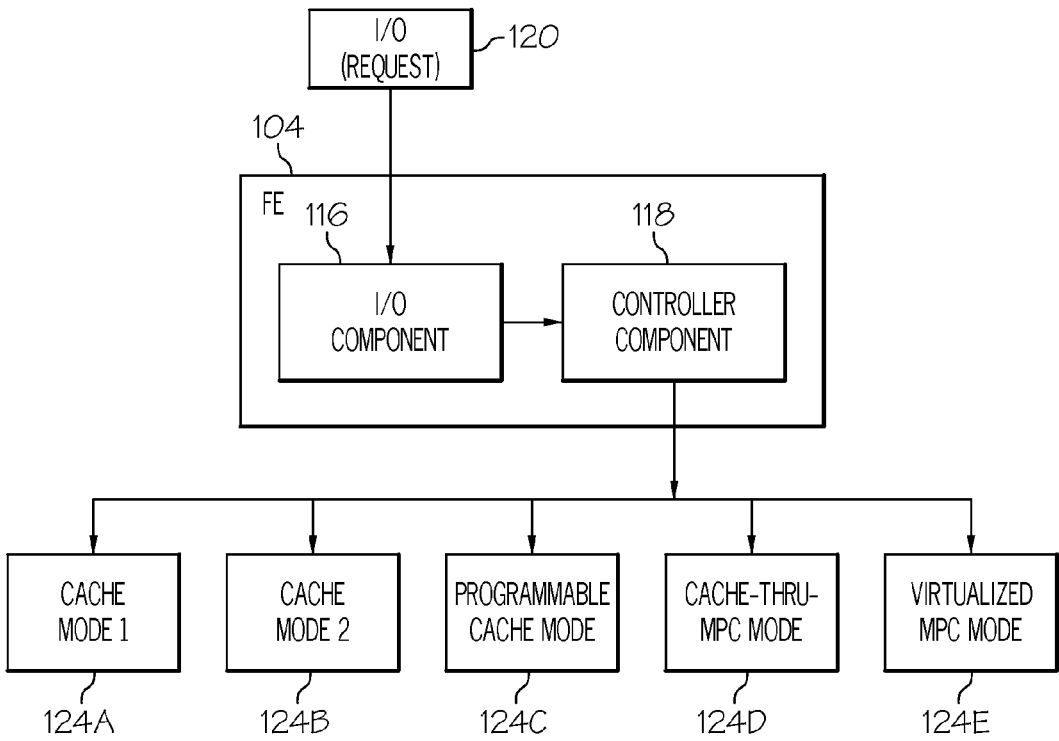 I/O
(REQUEST)
120
104
FE
116
118
I/O
COMPONENT
CONTROLLER
COMPONENT
CACHE
MODE 1
CACHE
MODE 2
PROGRAMMABLE
CACHE MODE
CACHE-THRU-
MPC MODE
VIRTUALIZED
MPC MODE
124A
124B
124C
124D
124E